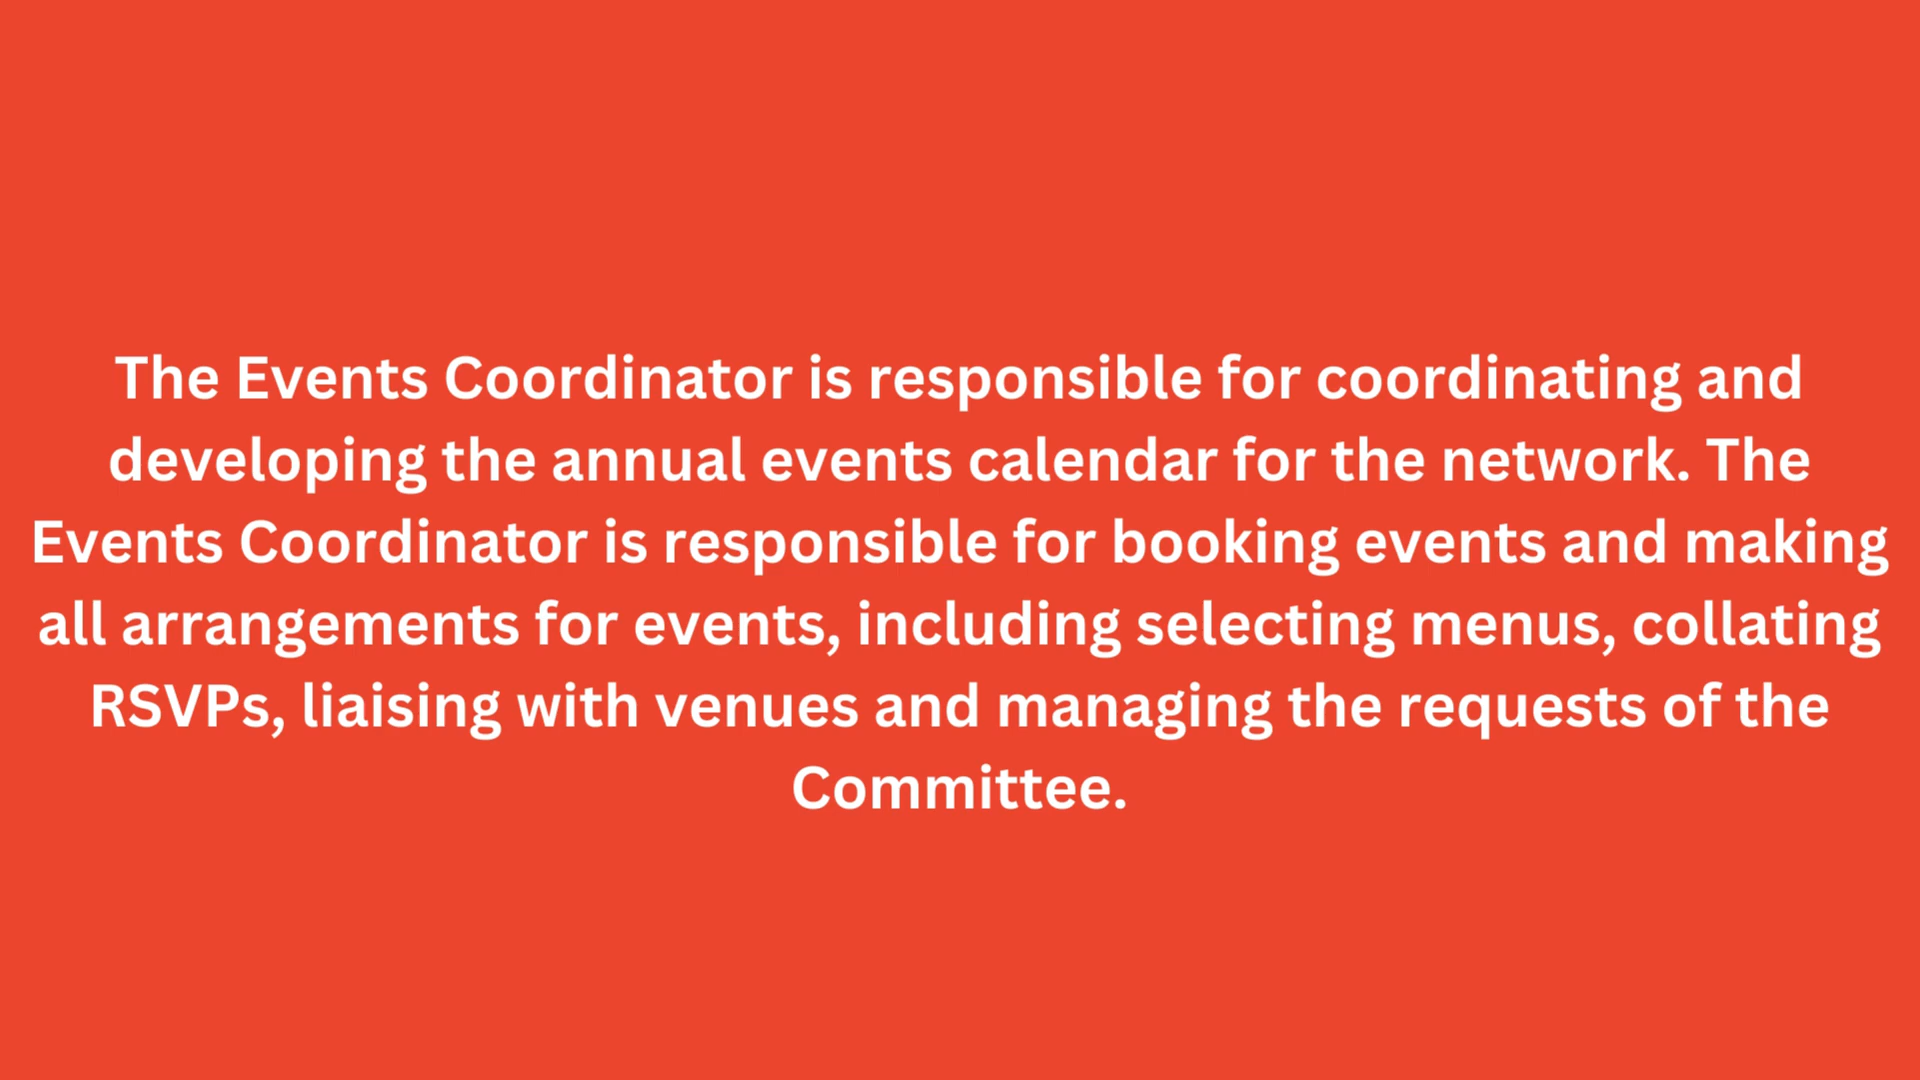 The Events Coordinator is responsible for coordinating and
developing the annual events calendar for the network. The
Events Coordinator is responsible for booking events and making
all arrangements for events, including selecting menus, collating
RSVPs, liaising with venues and managing the requests of the
Committee.